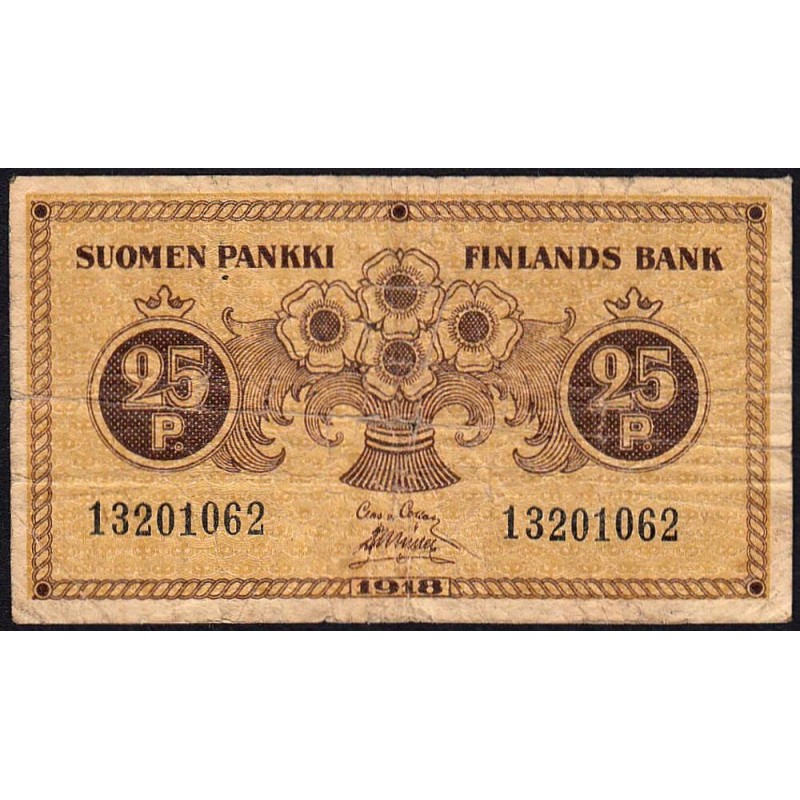 SUOMEN PANKKI FINLANDS BANK
25 25
P. P.
13201062 13201062
1918